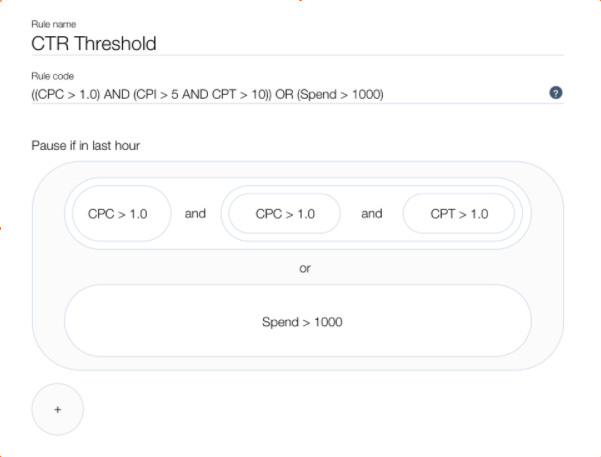 Rule name
CTR Threshold
Rule code
((CPC > 1.0) AND (CPI > 5 AND CPT > 10)) OR (Spend > 1000)
?
Pause if in last hour
CPC > 1.0 and CPC > 1.0 and CPT > 1.0
or
Spend > 1000
+